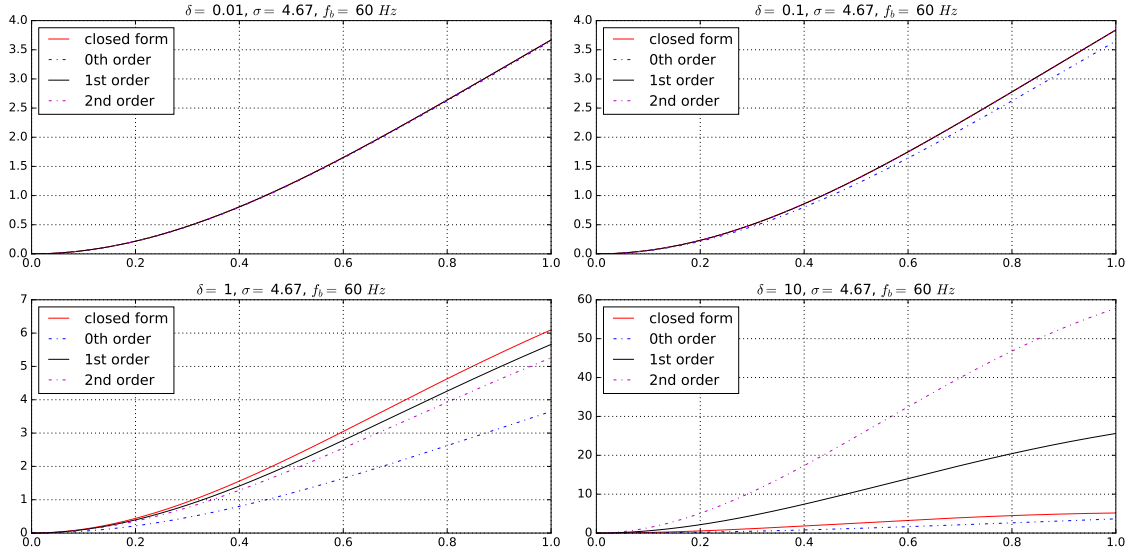 δ = 0.01, σ = 4.67, f_b = 60 Hz
4.0
3.5
3.0
2.5
2.0
1.5
1.0
0.5
0.0
closed form
0th order
1st order
2nd order
0.0 0.2 0.4 0.6 0.8 1.0
δ = 0.1, σ = 4.67, f_b = 60 Hz
4.0
3.5
3.0
2.5
2.0
1.5
1.0
0.5
0.0
closed form
0th order
1st order
2nd order
0.0 0.2 0.4 0.6 0.8 1.0
δ = 1, σ = 4.67, f_b = 60 Hz
7
6
5
4
3
2
1
0
closed form
0th order
1st order
2nd order
0.0 0.2 0.4 0.6 0.8 1.0
δ = 10, σ = 4.67, f_b = 60 Hz
60
50
40
30
20
10
0
closed form
0th order
1st order
2nd order
0.0 0.2 0.4 0.6 0.8 1.0